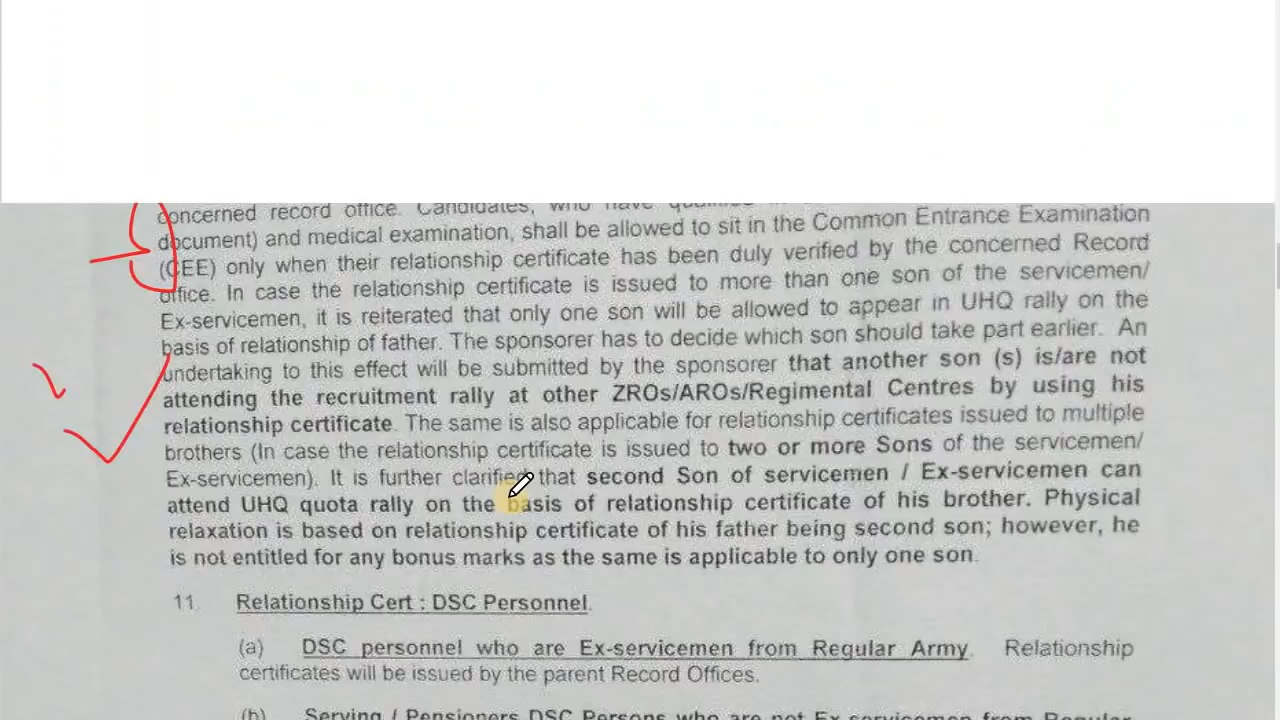 concerned record office. Candidates, who have
document) and medical examination, shall be allowed to sit in the Common Entrance Examination
(CEE) only when their relationship certificate has been duly verified by the concerned Record
office. In case the relationship certificate is issued to more than one son of the servicemen/
Ex-servicemen, it is reiterated that only one son will be allowed to appear in UHQ rally on the
basis of relationship of father. The sponsorer has to decide which son should take part earlier. An
undertaking to this effect will be submitted by the sponsorer that another son (s) is/are not
attending the recruitment rally at other ZROs/AROs/Regimental Centres by using his
relationship certificate. The same is also applicable for relationship certificates issued to multiple
brothers (In case the relationship certificate is issued to two or more Sons of the servicemen/
Ex-servicemen). It is further clarified that second Son of servicemen / Ex-servicemen can
attend UHQ quota rally on the basis of relationship certificate of his brother. Physical
relaxation is based on relationship certificate of his father being second son; however, he
is not entitled for any bonus marks as the same is applicable to only one son.
11. Relationship Cert : DSC Personnel.
(a) DSC personnel who are Ex-servicemen from Regular Army. Relationship
certificates will be issued by the parent Record Offices.
(b) Serving / Pensioners DSC Persons who are not Ex-servicemen from Regular